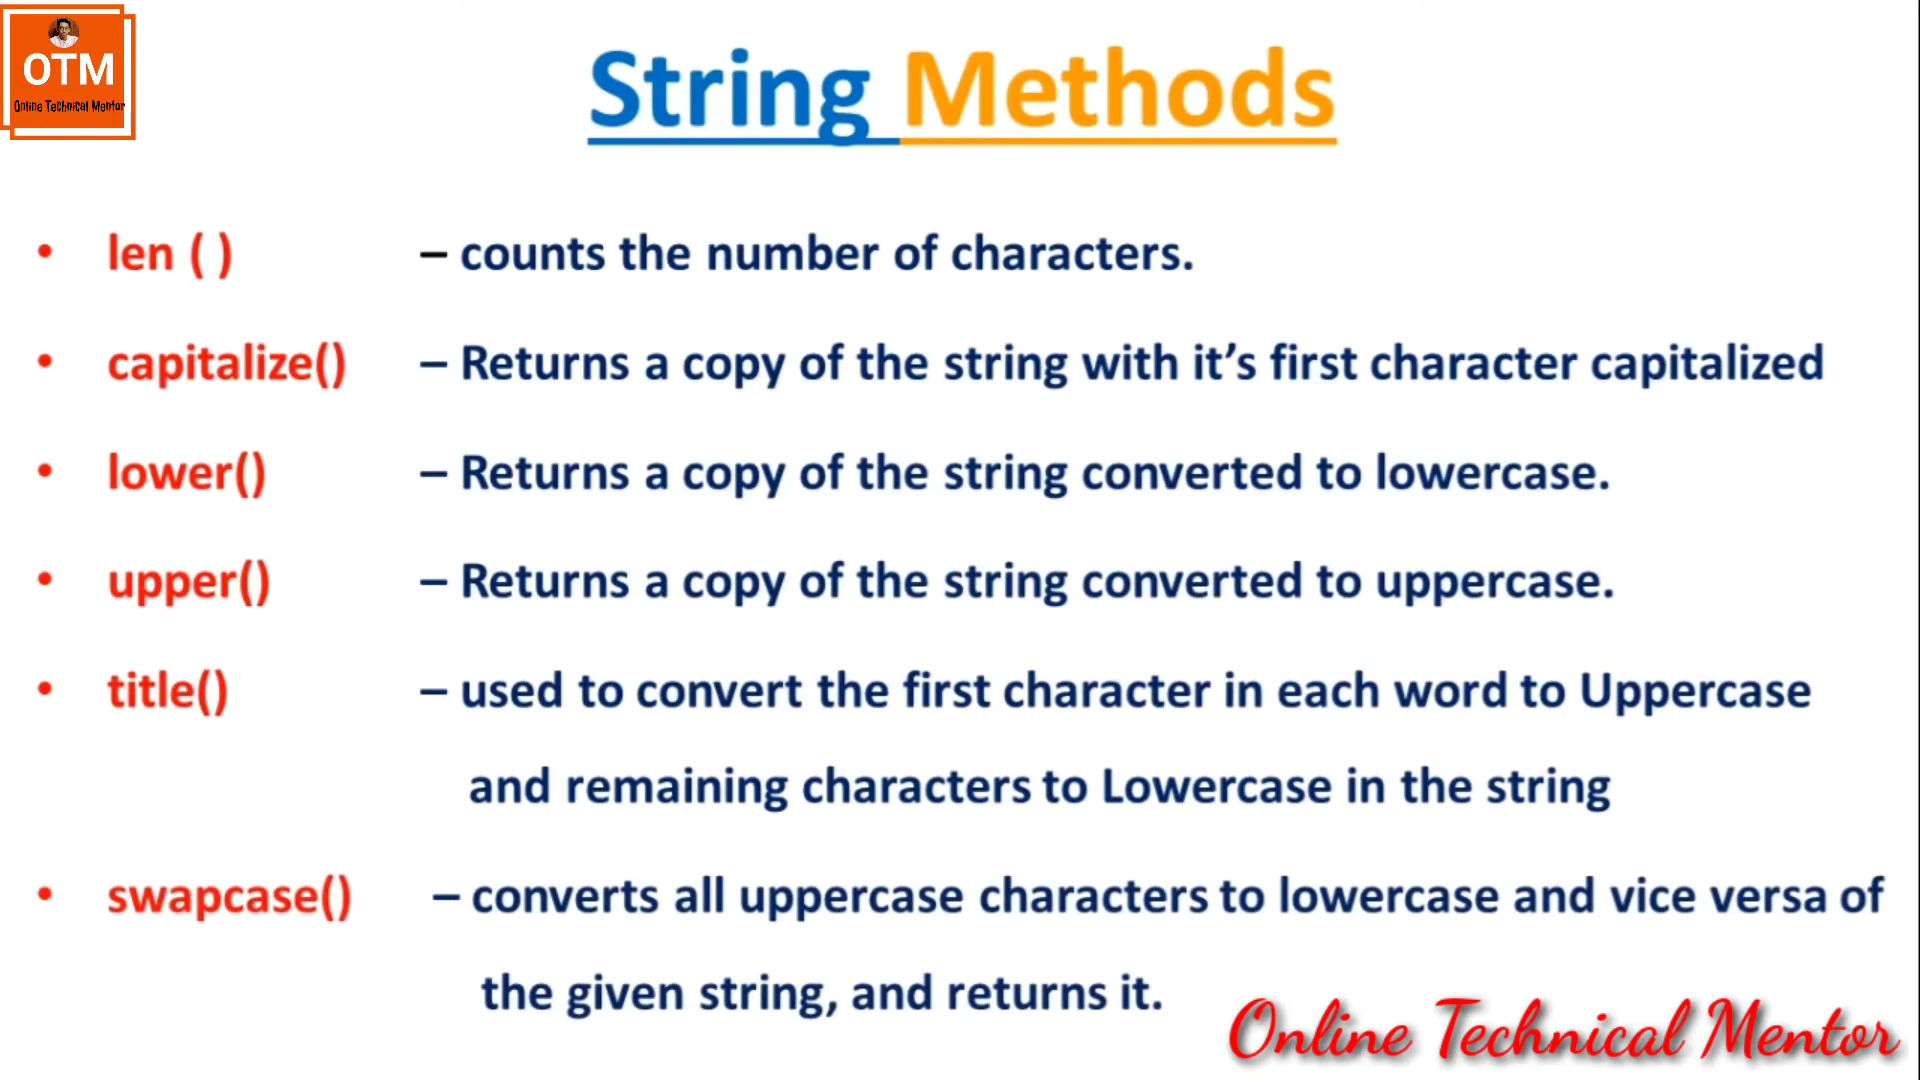 OTM
Online Technical Mentor
String Methods
• len ( ) – counts the number of characters.
• capitalize() – Returns a copy of the string with it’s first character capitalized
• lower() – Returns a copy of the string converted to lowercase.
• upper() – Returns a copy of the string converted to uppercase.
• title() – used to convert the first character in each word to Uppercase
and remaining characters to Lowercase in the string
• swapcase() – converts all uppercase characters to lowercase and vice versa of
the given string, and returns it.
Online Technical Mentor